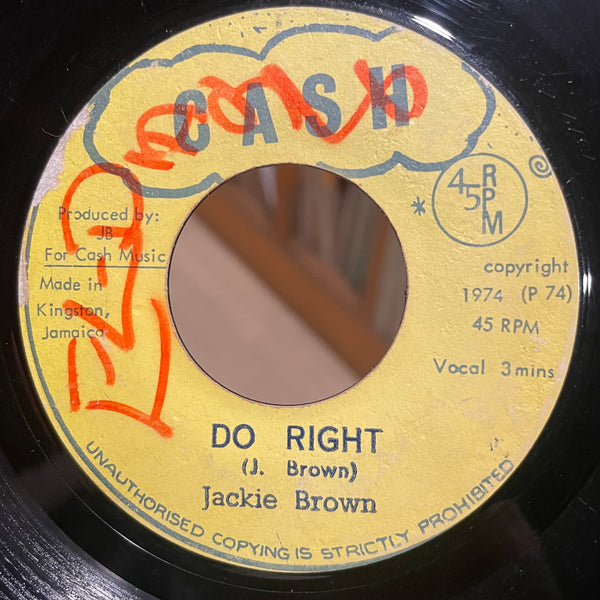 CASH
45 RPM
Produced by:
JB
For Cash Music
Made in
Kingston,
Jamaica
copyright
1974 (P 74)
45 RPM
Vocal 3mins
DO RIGHT
(J. Brown)
Jackie Brown
UNAUTHORISED COPYING IS STRICTLY PROHIBITED